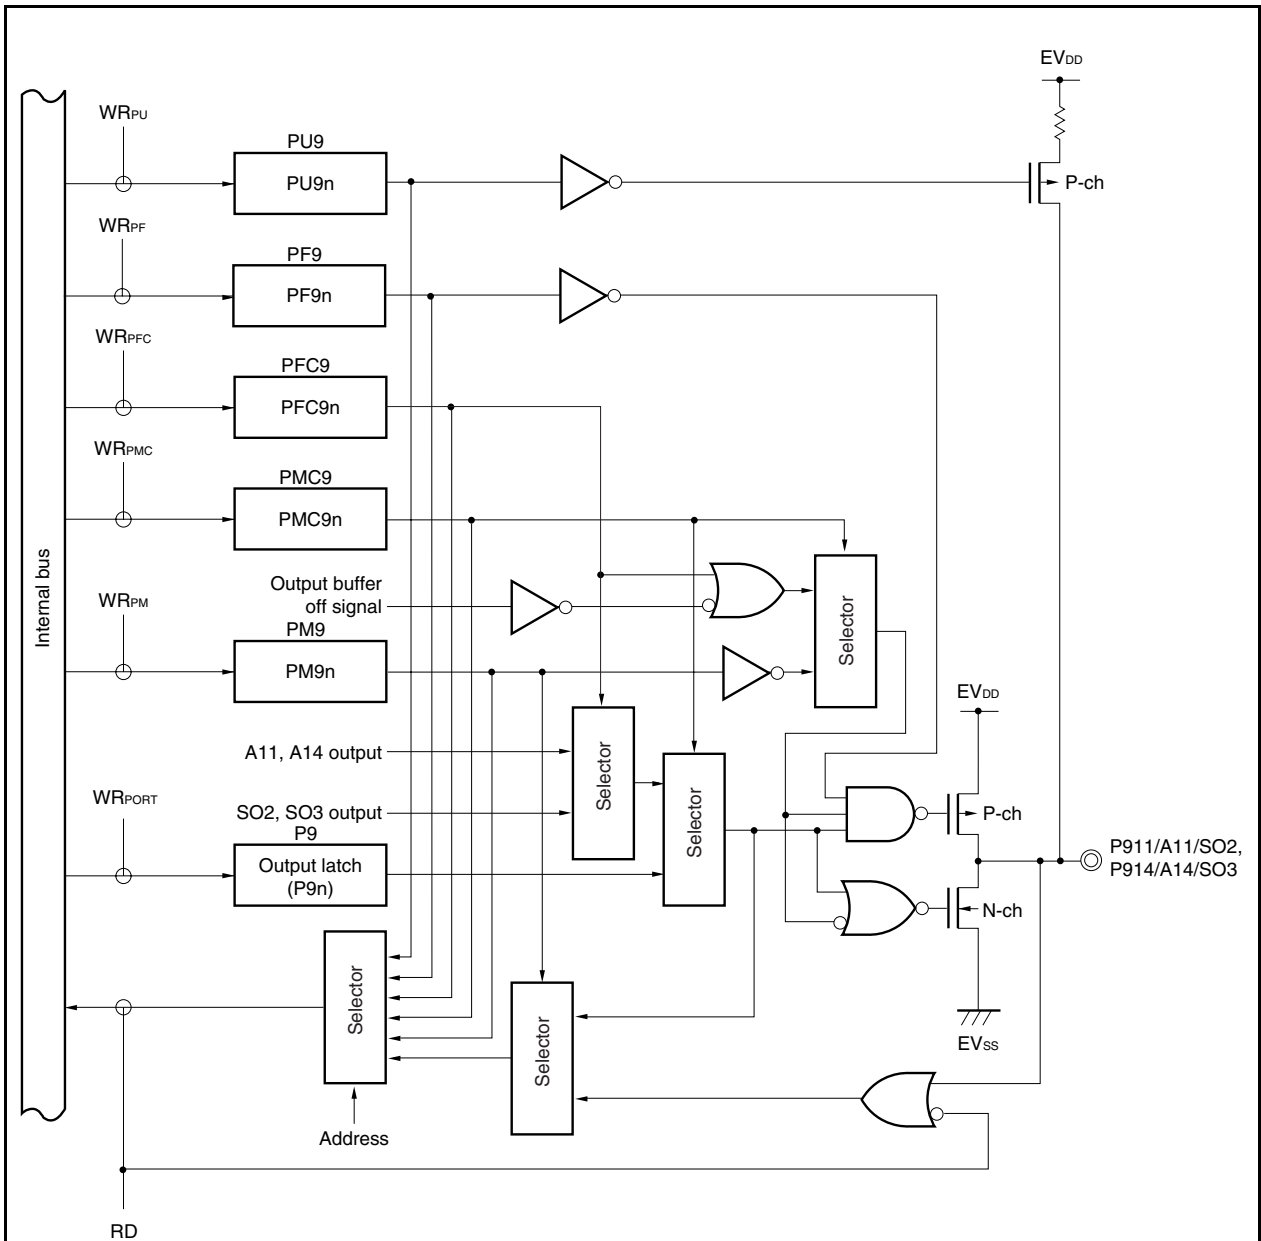 EVDD
WRPU
PU9
PU9n
P-ch
WRPF
PF9
PF9n
WRPFC
PFC9
PFC9n
WRPMC
PMC9
PMC9n
Internal bus
Output buffer
off signal
Selector
WRPM
PM9
PM9n
EVDD
A11, A14 output
Selector
Selector
WRPORT
SO2, SO3 output
P-ch
P9
Output latch
(P9n)
P911/A11/SO2,
P914/A14/SO3
N-ch
Selector
Selector
EVSS
Address
RD